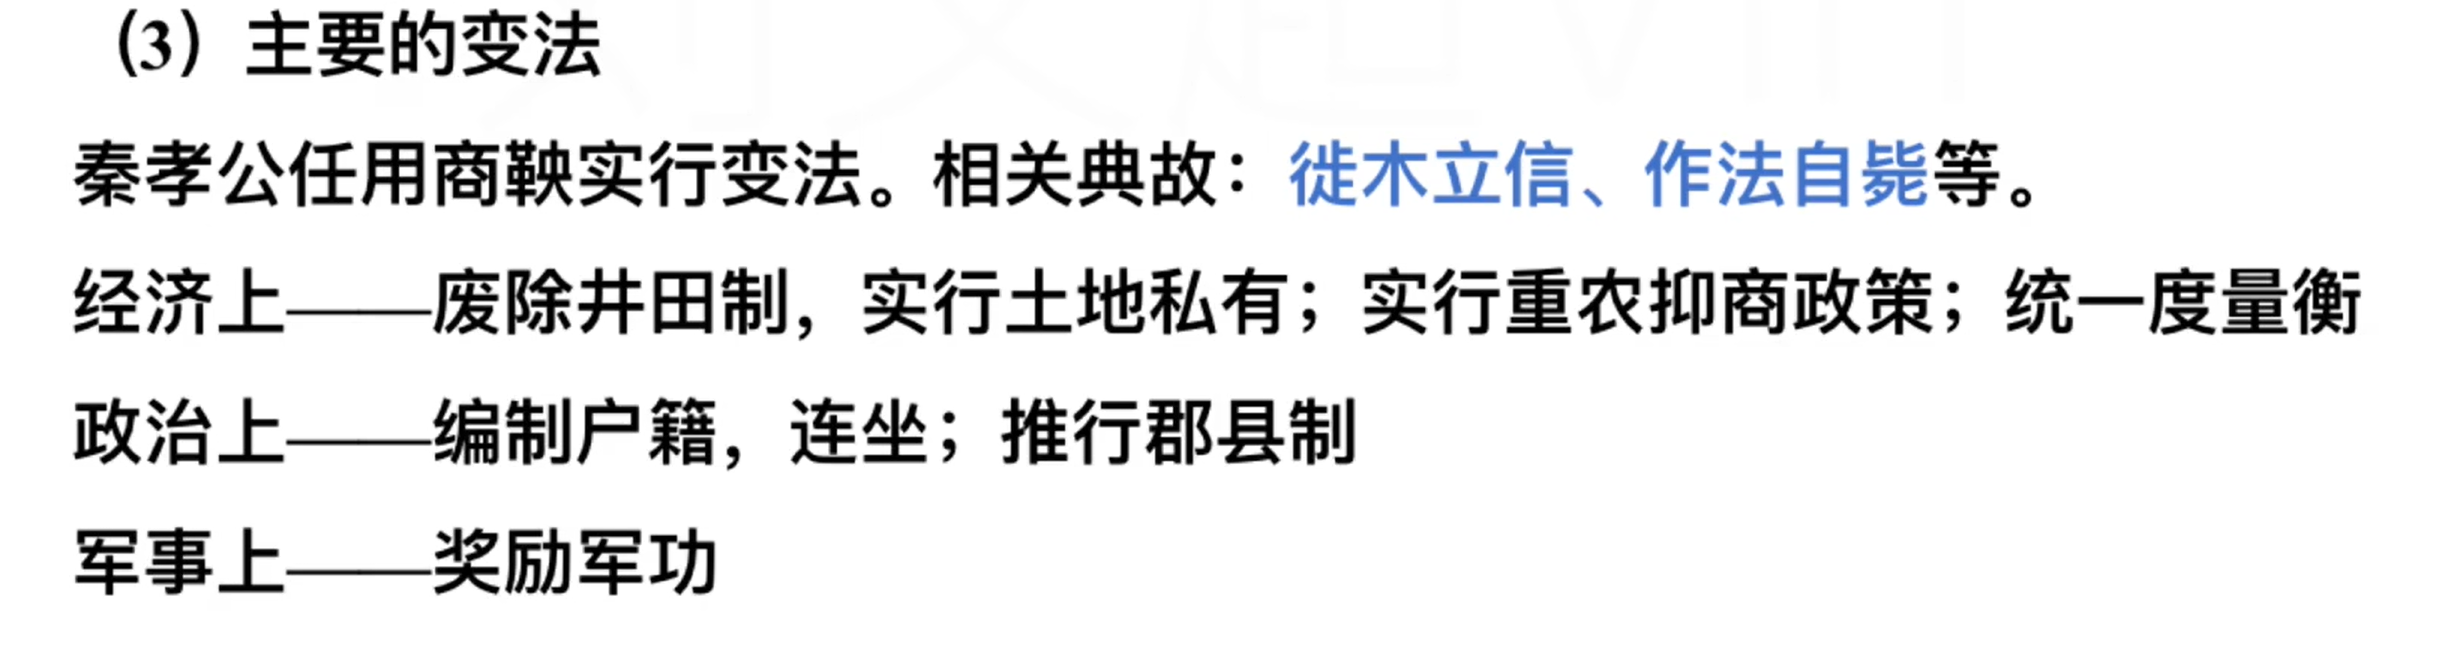 （3）主要的变法
秦孝公任用商鞅实行变法。相关典故：徙木立信、作法自毙等。
经济上——废除井田制，实行土地私有；实行重农抑商政策；统一度量衡
政治上——编制户籍，连坐；推行郡县制
军事上——奖励军功